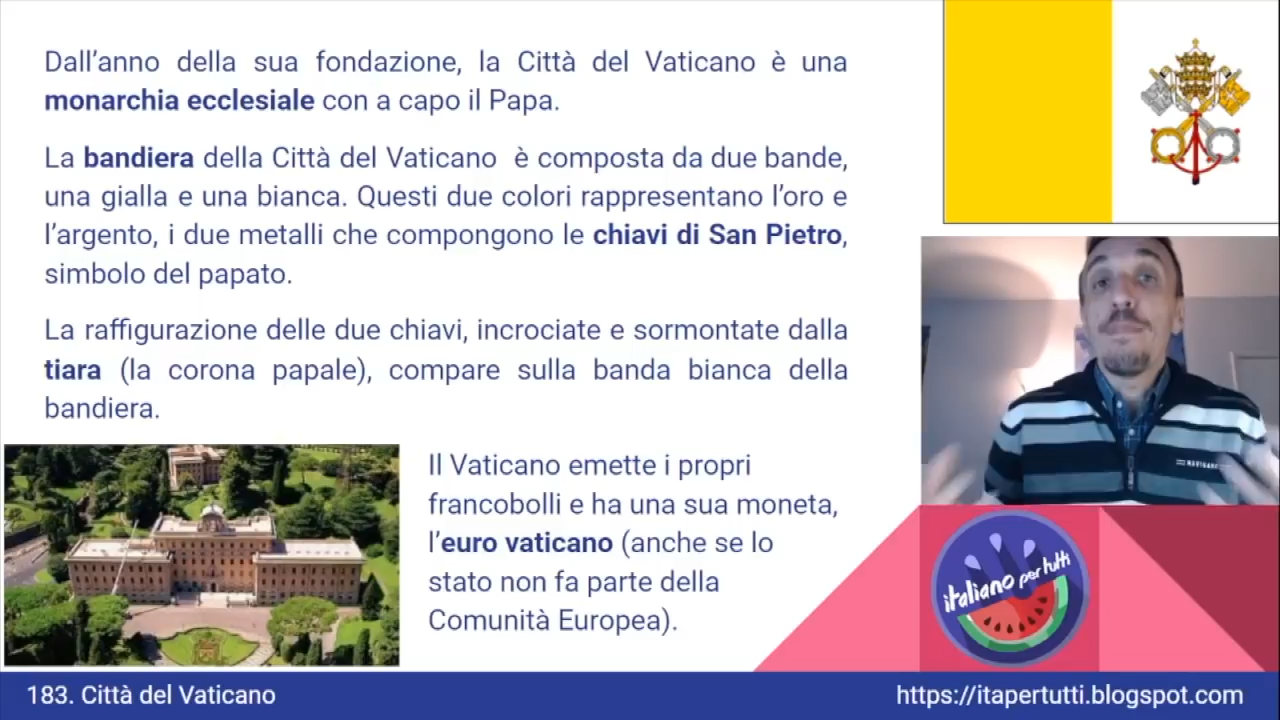 Dall'anno della sua fondazione, la Città del Vaticano è una
monarchia ecclesiale con a capo il Papa.
La bandiera della Città del Vaticano è composta da due bande,
una gialla e una bianca. Questi due colori rappresentano l'oro e
l'argento, i due metalli che compongono le chiavi di San Pietro,
simbolo del papato.
La raffigurazione delle due chiavi, incrociate e sormontate dalla
tiara (la corona papale), compare sulla banda bianca della
bandiera.
Il Vaticano emette i propri
francobolli e ha una sua moneta,
l'euro vaticano (anche se lo
stato non fa parte della
Comunità Europea).
NAVIGARE
italiano per tutti
183. Città del Vaticano
https://itapertutti.blogspot.com